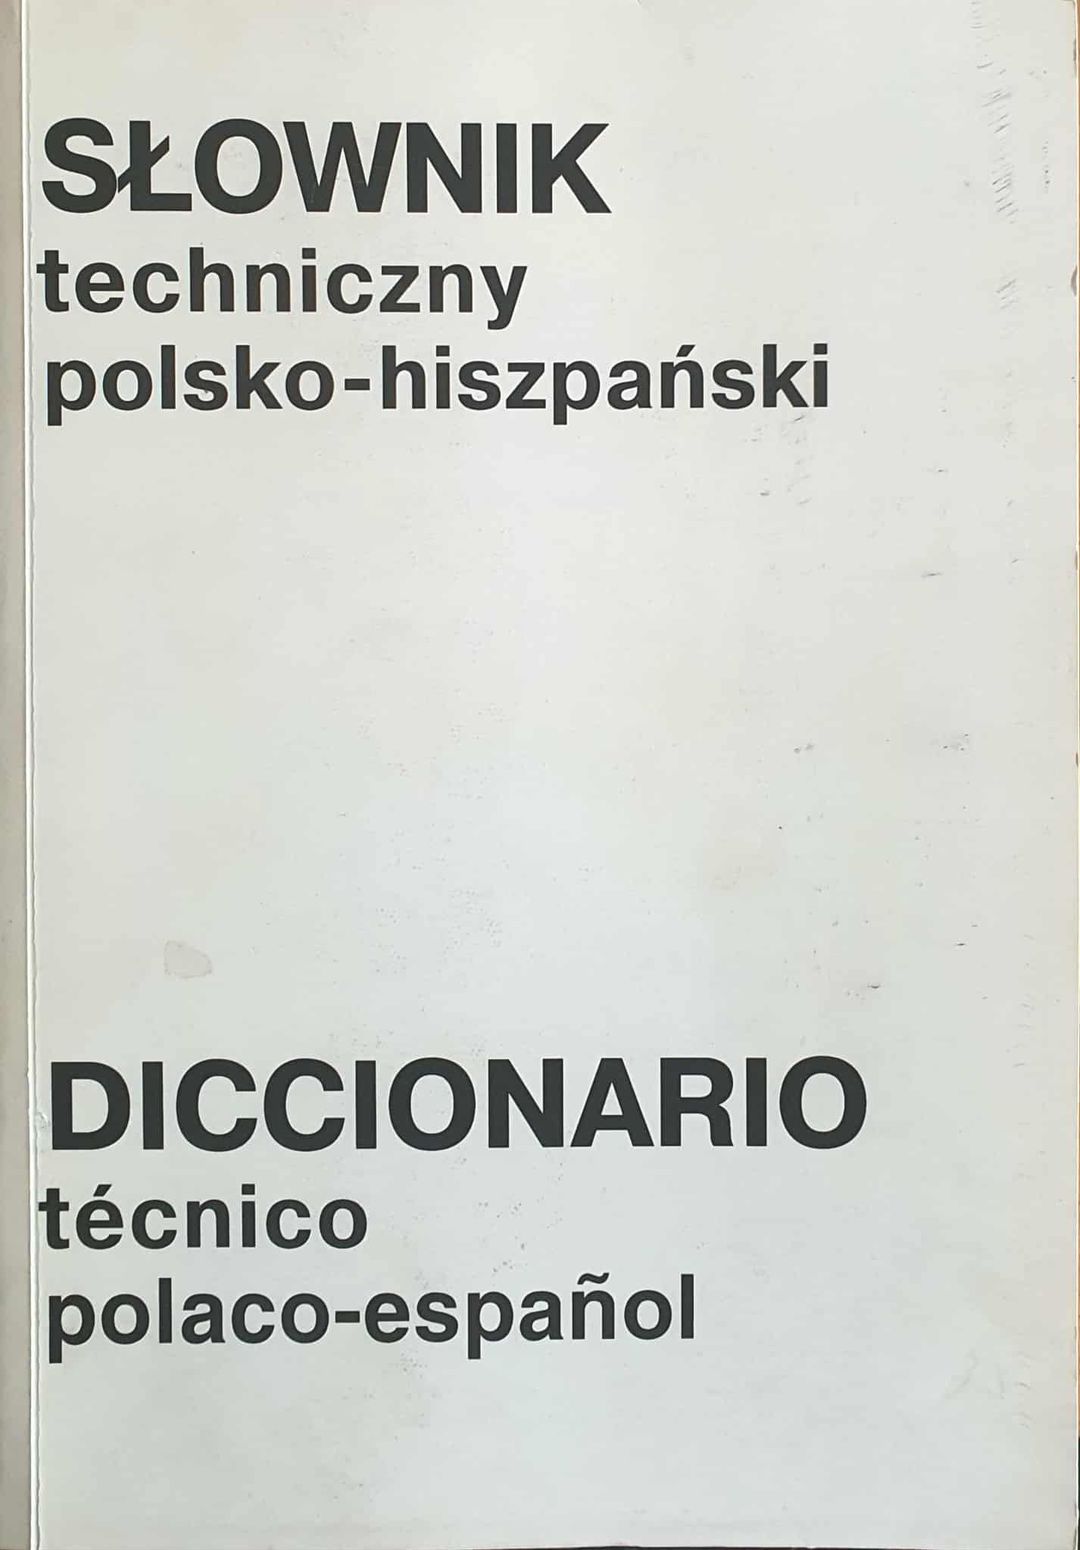 SŁOWNIK
techniczny
polsko-hiszpański
DICCIONARIO
técnico
polaco-español